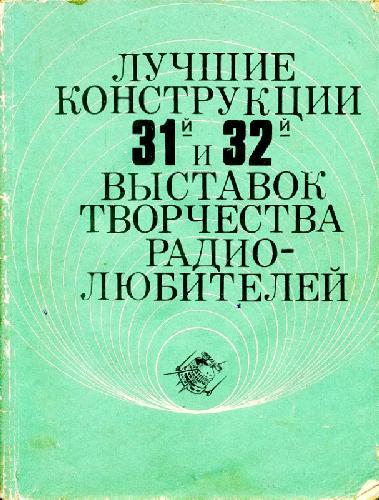 ЛУЧШИЕ
КОНСТРУКЦИИ
31й и 32й
ВЫСТАВОК
ТВОРЧЕСТВА
РАДИО-
ЛЮБИТЕЛЕЙ